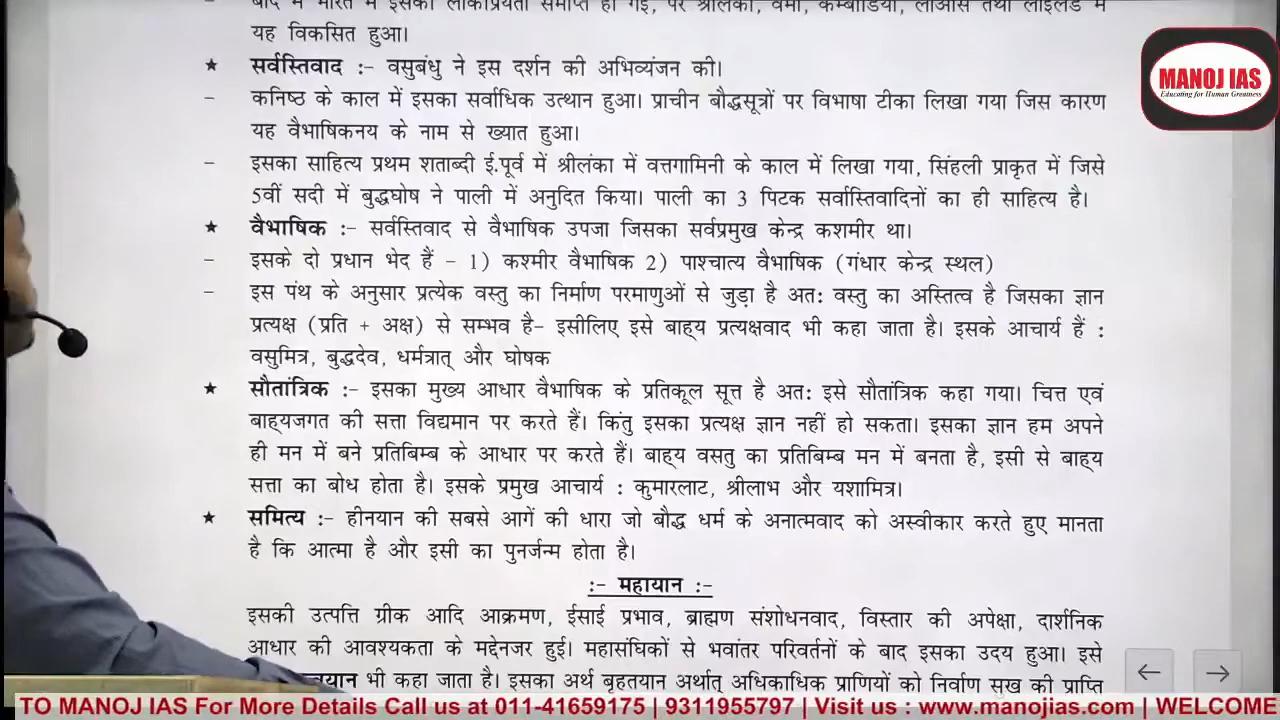 बाद में भारत में इसकी लोकप्रियता समाप्त हो गई, पर श्रीलंका, वर्मा, कम्बोडिया, लाओस तथा
यह विकसित हुआ।
★ सर्वस्तिवाद :- वसुबंधु ने इस दर्शन की अभिव्यंजन की।
- कनिष्ठ के काल में इसका सर्वाधिक उत्थान हुआ। प्राचीन बौद्धसूत्रों पर विभाषा टीका लिखा गया जिस कारण
यह वैभाषिकनय के नाम से ख्यात हुआ।
- इसका साहित्य प्रथम शताब्दी ई.पूर्व में श्रीलंका में वत्तगामिनी के काल में लिखा गया, सिंहली प्राकृत में जिसे
5वीं सदी में बुद्धघोष ने पाली में अनुदित किया। पाली का 3 पिटक सर्वास्तिवादिनों का ही साहित्य है।
★ वैभाषिक :- सर्वस्तिवाद से वैभाषिक उपजा जिसका सर्वप्रमुख केन्द्र कशमीर था।
- इसके दो प्रधान भेद हैं - 1) कश्मीर वैभाषिक 2) पाश्चात्य वैभाषिक (गंधार केन्द्र स्थल)
- इस पंथ के अनुसार प्रत्येक वस्तु का निर्माण परमाणुओं से जुड़ा है अतः वस्तु का अस्तित्व है जिसका ज्ञान
प्रत्यक्ष (प्रति + अक्ष) से सम्भव है- इसीलिए इसे बाह्य प्रत्यक्षवाद भी कहा जाता है। इसके आचार्य हैं :
वसुमित्र, बुद्धदेव, धर्मत्रात् और घोषक
★ सौतांत्रिक :- इसका मुख्य आधार वैभाषिक के प्रतिकूल सूत्त है अतः इसे सौतांत्रिक कहा गया। चित्त एवं
बाह्यजगत की सत्ता विद्यमान पर करते हैं। किंतु इसका प्रत्यक्ष ज्ञान नहीं हो सकता। इसका ज्ञान हम अपने
ही मन में बने प्रतिबिम्ब के आधार पर करते हैं। बाह्य वसतु का प्रतिबिम्ब मन में बनता है, इसी से बाह्य
सत्ता का बोध होता है। इसके प्रमुख आचार्य : कुमारलाट, श्रीलाभ और यशामित्र।
★ समित्य :- हीनयान की सबसे आगें की धारा जो बौद्ध धर्म के अनात्मवाद को अस्वीकार करते हुए मानता
है कि आत्मा है और इसी का पुनर्जन्म होता है।
:- महायान :-
इसकी उत्पत्ति ग्रीक आदि आक्रमण, ईसाई प्रभाव, ब्राह्मण संशोधनवाद, विस्तार की अपेक्षा, दार्शनिक
आधार की आवश्यकता के मद्देनजर हुई। महासंघिकों से भवांतर परिवर्तनों के बाद इसका उदय हुआ। इसे
भी कहा जाता है। इसका अर्थ बृहतयान अर्थात् अधिकाधिक प्राणियों को निर्वाण सुख की प्राप्ति
MANOJ IAS
Educating for Human Greatness
TO MANOJ IAS For More Details Call us at 011-41659175 | 9311955797 | Visit us : www.manojias.com | WELCOME